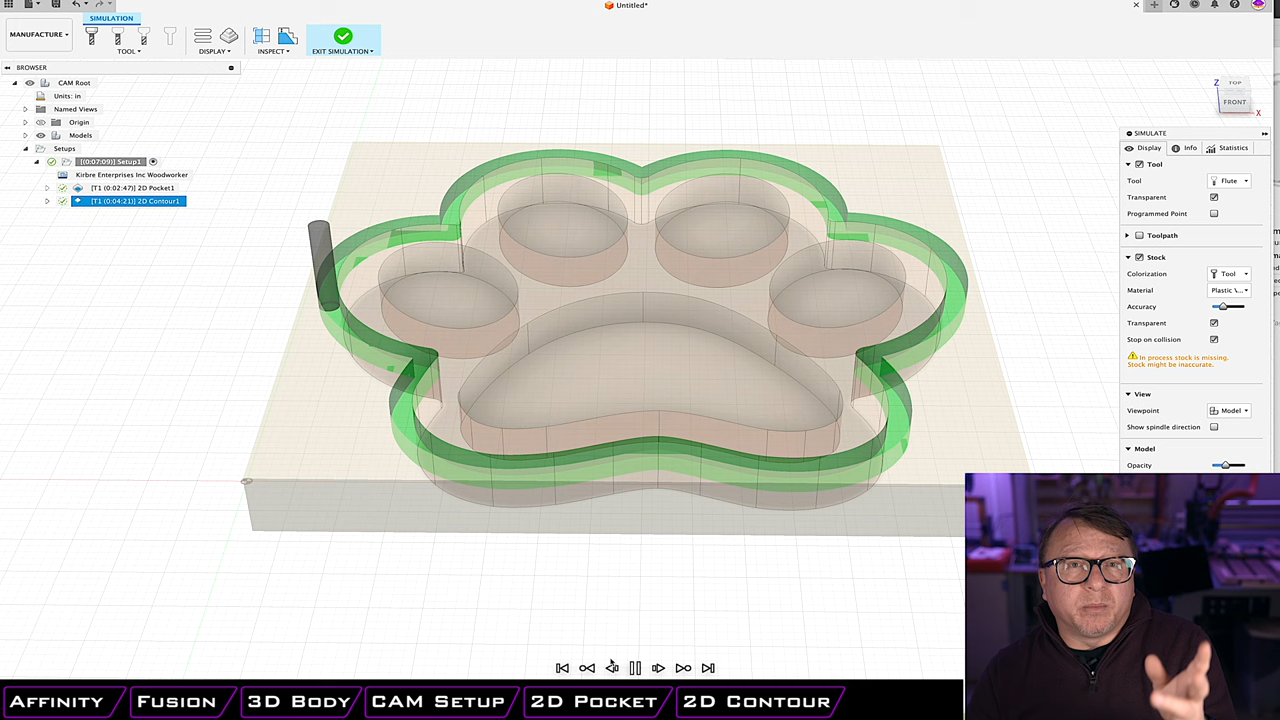 Untitled*
SIMULATION
MANUFACTURE
TOOL
DISPLAY
INSPECT
EXIT SIMULATION
BROWSER
CAM Root
Units: in
Named Views
Origin
Models
Setups
[(0:07:09)] Setup1
Kirbre Enterprises Inc Woodworker
[T1 (0:02:47)] 2D Pocket1
[T1 (0:04:21)] 2D Contour1
TOP
Z
FRONT
X
SIMULATE
Display
Info
Statistics
Tool
Tool
Flute
Transparent
Programmed Point
Toolpath
Stock
Colorization
Tool
Material
Plastic \...
Accuracy
Transparent
Stop on collision
In process stock is missing.
Stock might be inaccurate.
View
Viewpoint
Model
Show spindle direction
Model
Opacity
AFFINITY
FUSION
3D BODY
CAM SETUP
2D POCKET
2D CONTOUR